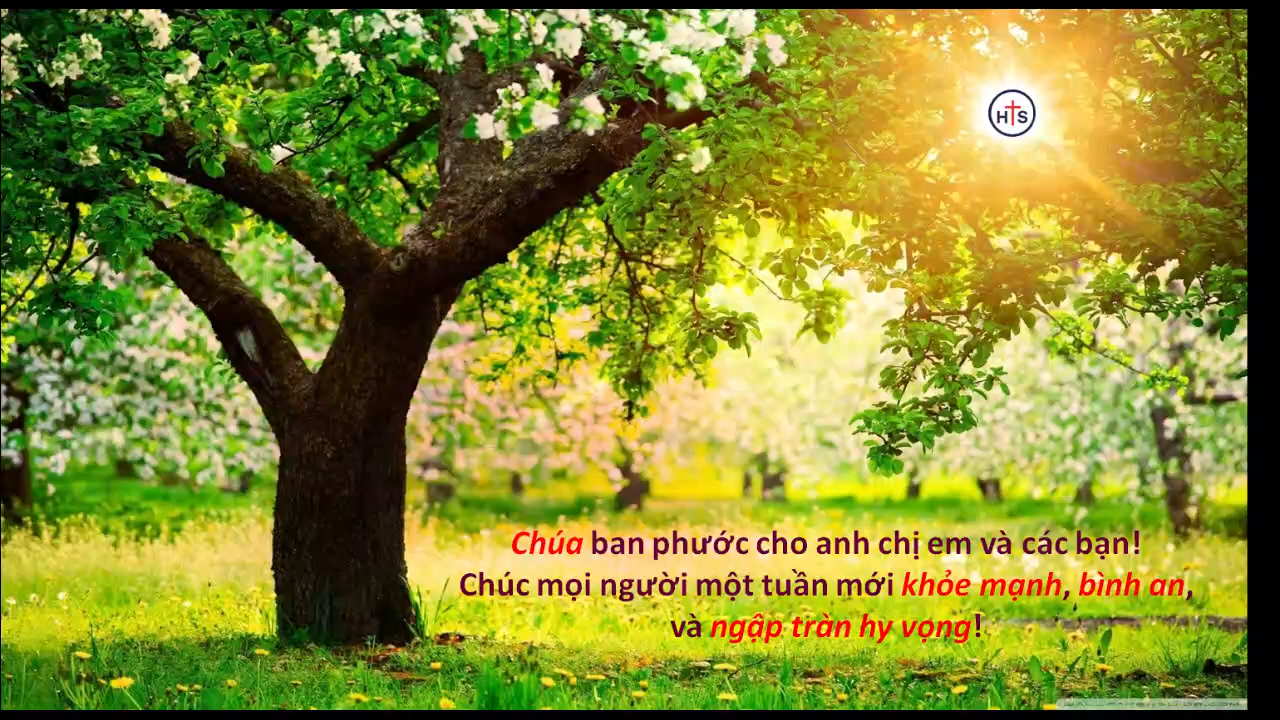 H†S
Chúa ban phước cho anh chị em và các bạn!
Chúc mọi người một tuần mới khỏe mạnh, bình an,
và ngập tràn hy vọng!